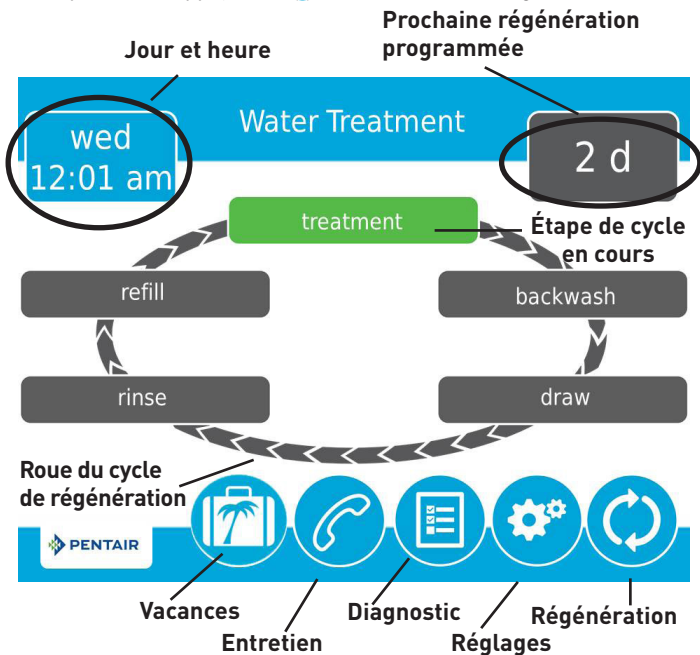 Prochaine régénération
programmée
Jour et heure
wed
12:01 am
Water Treatment
2 d
treatment
Étape de cycle
en cours
refill
backwash
rinse
draw
Roue du cycle
de régénération
PENTAIR
Vacances
Entretien
Diagnostic
Réglages
Régénération